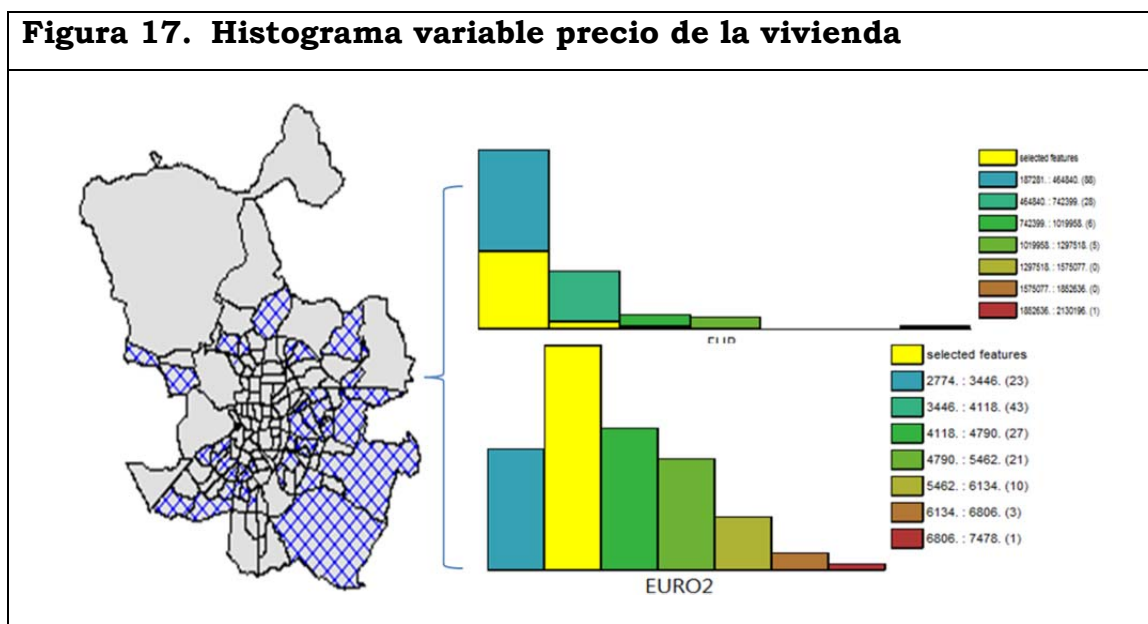 Figura 17. Histograma variable precio de la vivienda
selected features
187281. : 464840. (88)
464840. : 742399. (28)
742399. : 1019958. (6)
1019958. : 1297518. (5)
1297518. : 1575077. (0)
1575077. : 1852636. (0)
1852636. : 2130196. (1)
selected features
2774. : 3446. (23)
3446. : 4118. (43)
4118. : 4790. (27)
4790. : 5462. (21)
5462. : 6134. (10)
6134. : 6806. (3)
6806. : 7478. (1)
EURO2